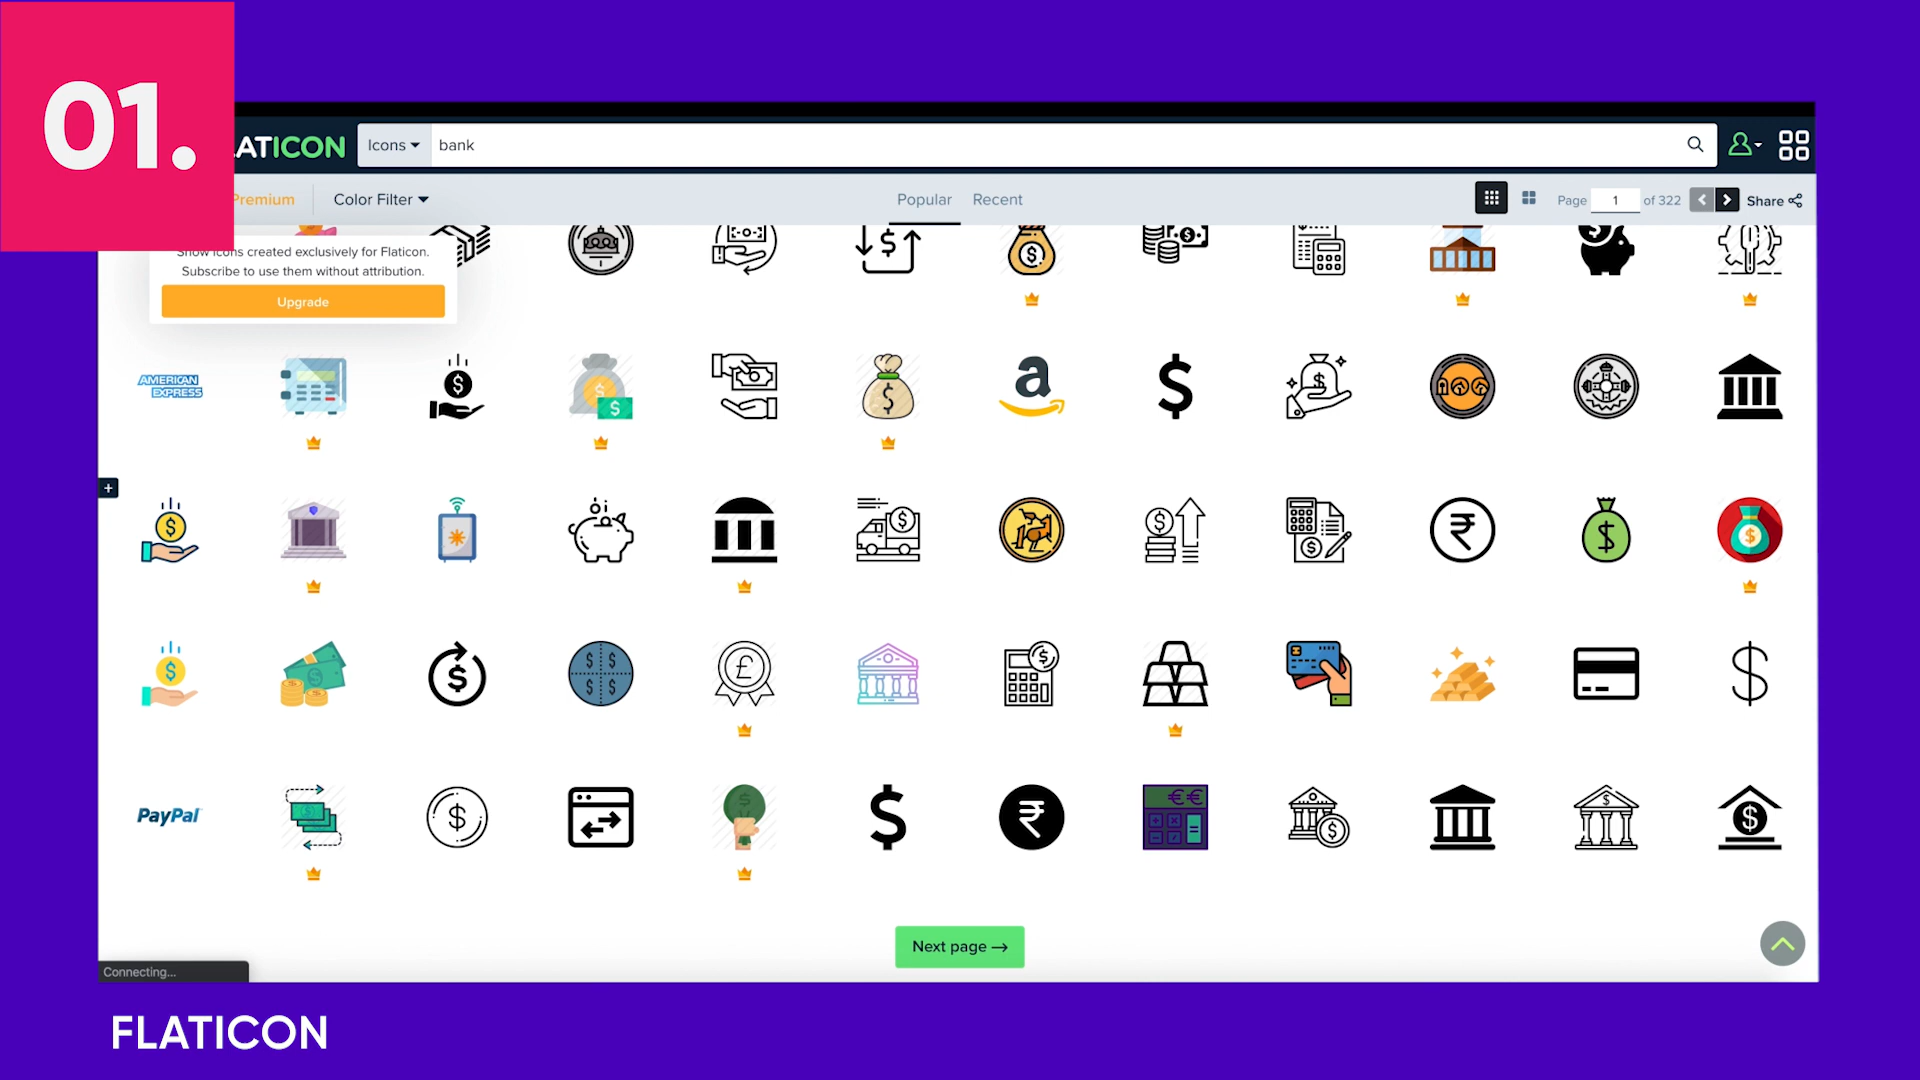 01.
ATICON
Icons
bank
Premium
Color Filter
Popular
Recent
Page
1
of 322
Share
Show icons created exclusively for Flaticon.
Subscribe to use them without attribution.
Upgrade
AMERICAN
EXPRESS
PayPal
Next page →
Connecting...
FLATICON